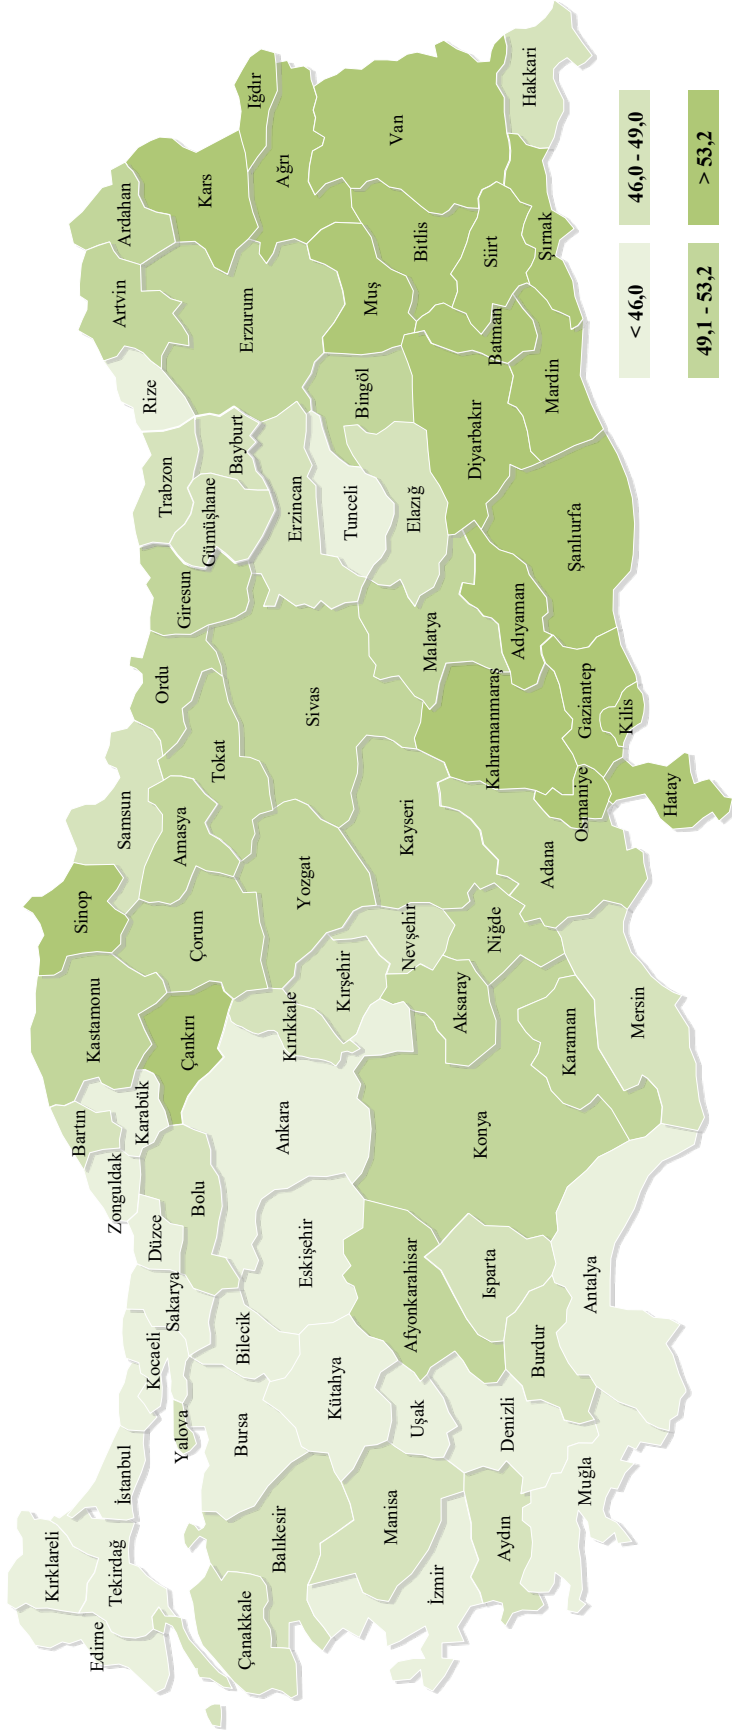 Kırklareli
Edirne
Tekirdağ
İstanbul
Kocaeli
Yalova
Sakarya
Düzce
Zonguldak
Bartın
Karabük
Kastamonu
Sinop
Samsun
Ordu
Giresun
Trabzon
Rize
Artvin
Ardahan
Çanakkale
Balıkesir
Bursa
Bilecik
Bolu
Çankırı
Çorum
Amasya
Tokat
Gümüşhane
Bayburt
Erzurum
Kars
Iğdır
Ağrı
Kütahya
Eskişehir
Ankara
Kırıkkale
Kırşehir
Yozgat
Sivas
Erzincan
Tunceli
Bingöl
Muş
Bitlis
Van
Hakkari
İzmir
Manisa
Uşak
Afyonkarahisar
Konya
Aksaray
Nevşehir
Niğde
Kayseri
Malatya
Elazığ
Diyarbakır
Batman
Siirt
Şırnak
Aydın
Denizli
Muğla
Burdur
Isparta
Antalya
Karaman
Mersin
Adana
Osmaniye
Kahramanmaraş
Adıyaman
Gaziantep
Kilis
Hatay
Şanlıurfa
Mardin
< 46,0
46,0 - 49,0
49,1 - 53,2
> 53,2